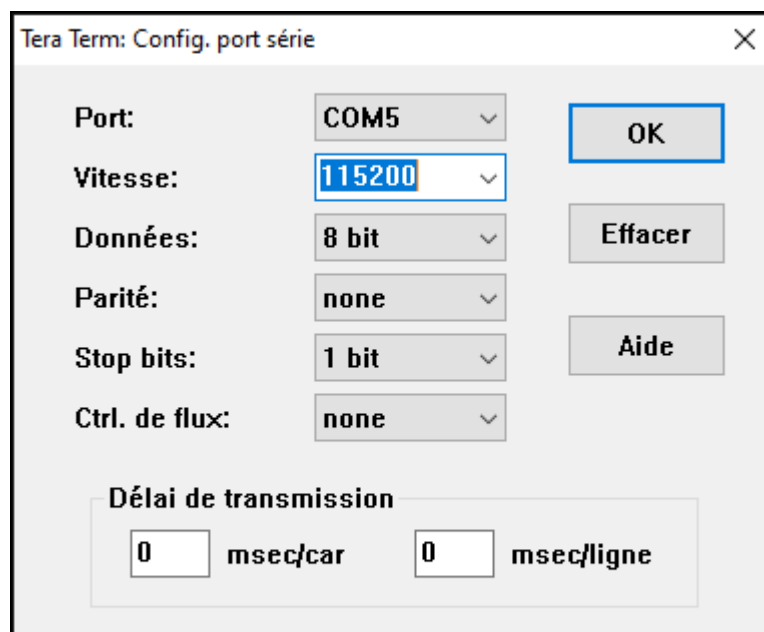 Tera Term: Config. port série
Port: COM5
OK
Vitesse: 115200
Données: 8 bit
Effacer
Parité: none
Stop bits: 1 bit
Aide
Ctrl. de flux: none
Délai de transmission
0 msec/car 0 msec/ligne